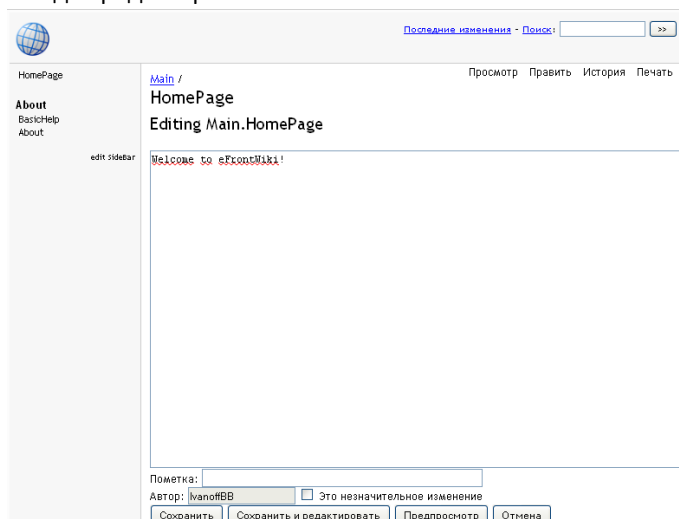 Последние изменения - Поиск: >>
HomePage
About
BasicHelp
About
edit SideBar
Просмотр Править История Печать
Main /
HomePage
Editing Main.HomePage
Welcome to eFrontWiki!
Пометка:
Автор: IvanoffBB Это незначительное изменение
Сохранить Сохранить и редактировать Предпросмотр Отмена